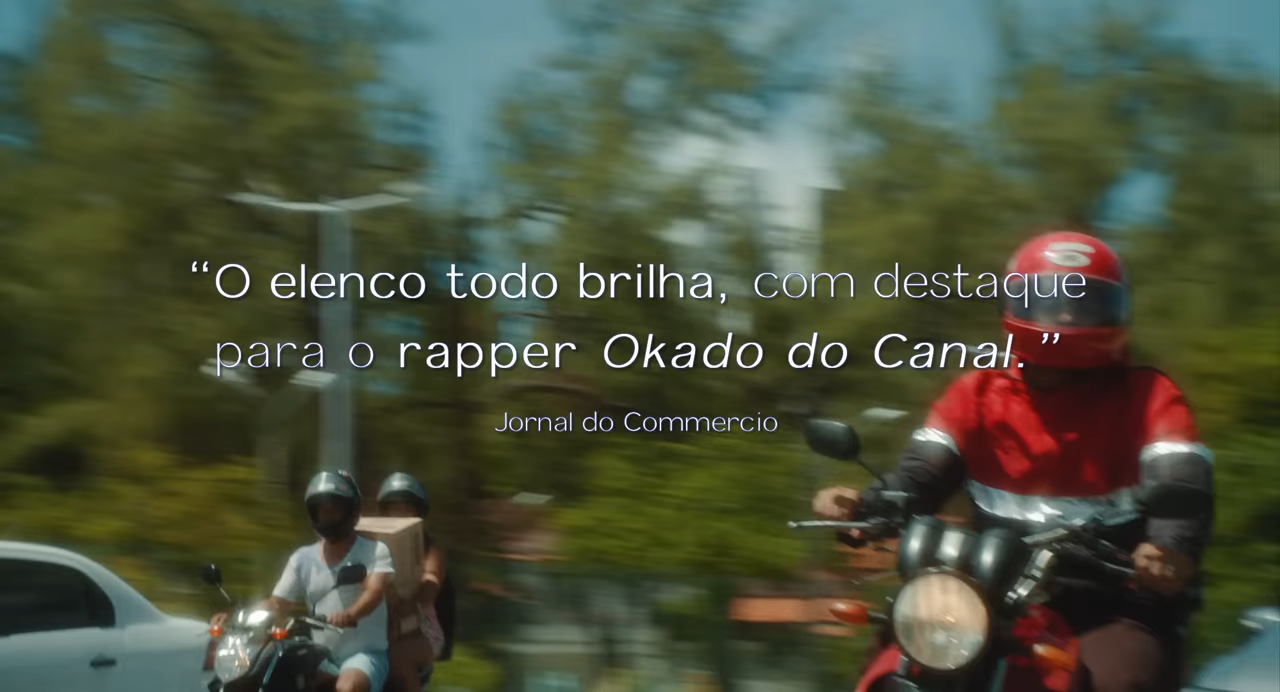 “O elenco todo brilha, com destaque
para o rapper Okado do Canal.”
Jornal do Commercio